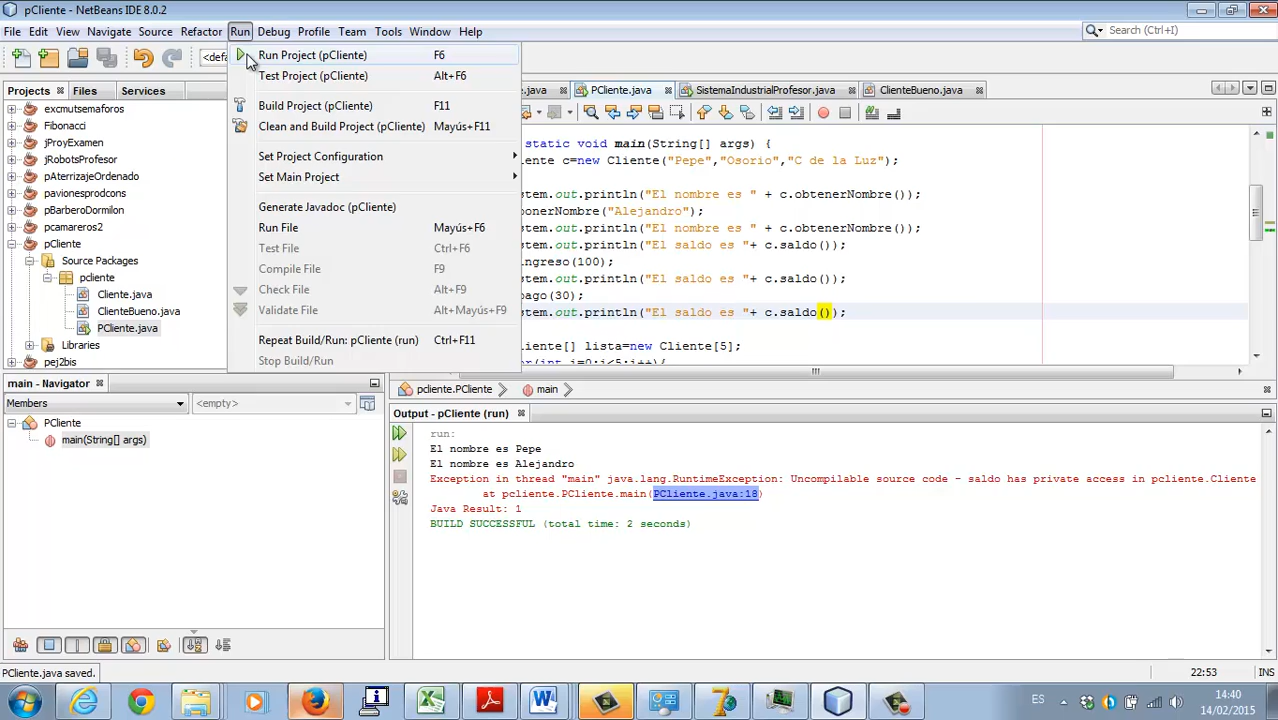 pCliente - NetBeans IDE 8.0.2
File Edit View Navigate Source Refactor Run Debug Profile Team Tools Window Help
Search (Ctrl+I)
<defa
Run Project (pCliente) F6
Test Project (pCliente) Alt+F6
Build Project (pCliente) F11
Clean and Build Project (pCliente) Mayús+F11
Set Project Configuration
Set Main Project
Generate Javadoc (pCliente)
Run File Mayús+F6
Test File Ctrl+F6
Compile File F9
Check File Alt+F9
Validate File Alt+Mayús+F9
Repeat Build/Run: pCliente (run) Ctrl+F11
Stop Build/Run
Projects Files Services
excmutsemaforos
Fibonacci
jProyExamen
jRobotsProfesor
pAterrizajeOrdenado
pavionesprodcons
pBarberoDormilon
pcamareros2
pCliente
Source Packages
pcliente
Cliente.java
ClienteBueno.java
PCliente.java
Libraries
pej2bis
.java PCliente.java SistemaIndustrialProfesor.java ClienteBueno.java
static void main(String[] args) {
iente c=new Cliente("Pepe","Osorio","C de la Luz");
stem.out.println("El nombre es " + c.obtenerNombre());
ponerNombre("Alejandro");
stem.out.println("El nombre es " + c.obtenerNombre());
stem.out.println("El saldo es "+ c.saldo());
ingreso(100);
stem.out.println("El saldo es "+ c.saldo());
pago(30);
stem.out.println("El saldo es "+ c.saldo());
iente[] lista=new Cliente[5];
for(int i=0;i<5;i++){
pcliente.PCliente main
main - Navigator
Members <empty>
PCliente
main(String[] args)
Output - pCliente (run)
run:
El nombre es Pepe
El nombre es Alejandro
Exception in thread "main" java.lang.RuntimeException: Uncompilable source code - saldo has private access in pcliente.Cliente
at pcliente.PCliente.main(PCliente.java:18)
Java Result: 1
BUILD SUCCESSFUL (total time: 2 seconds)
PCliente.java saved.
22:53 INS
ES
14:40
14/02/2015